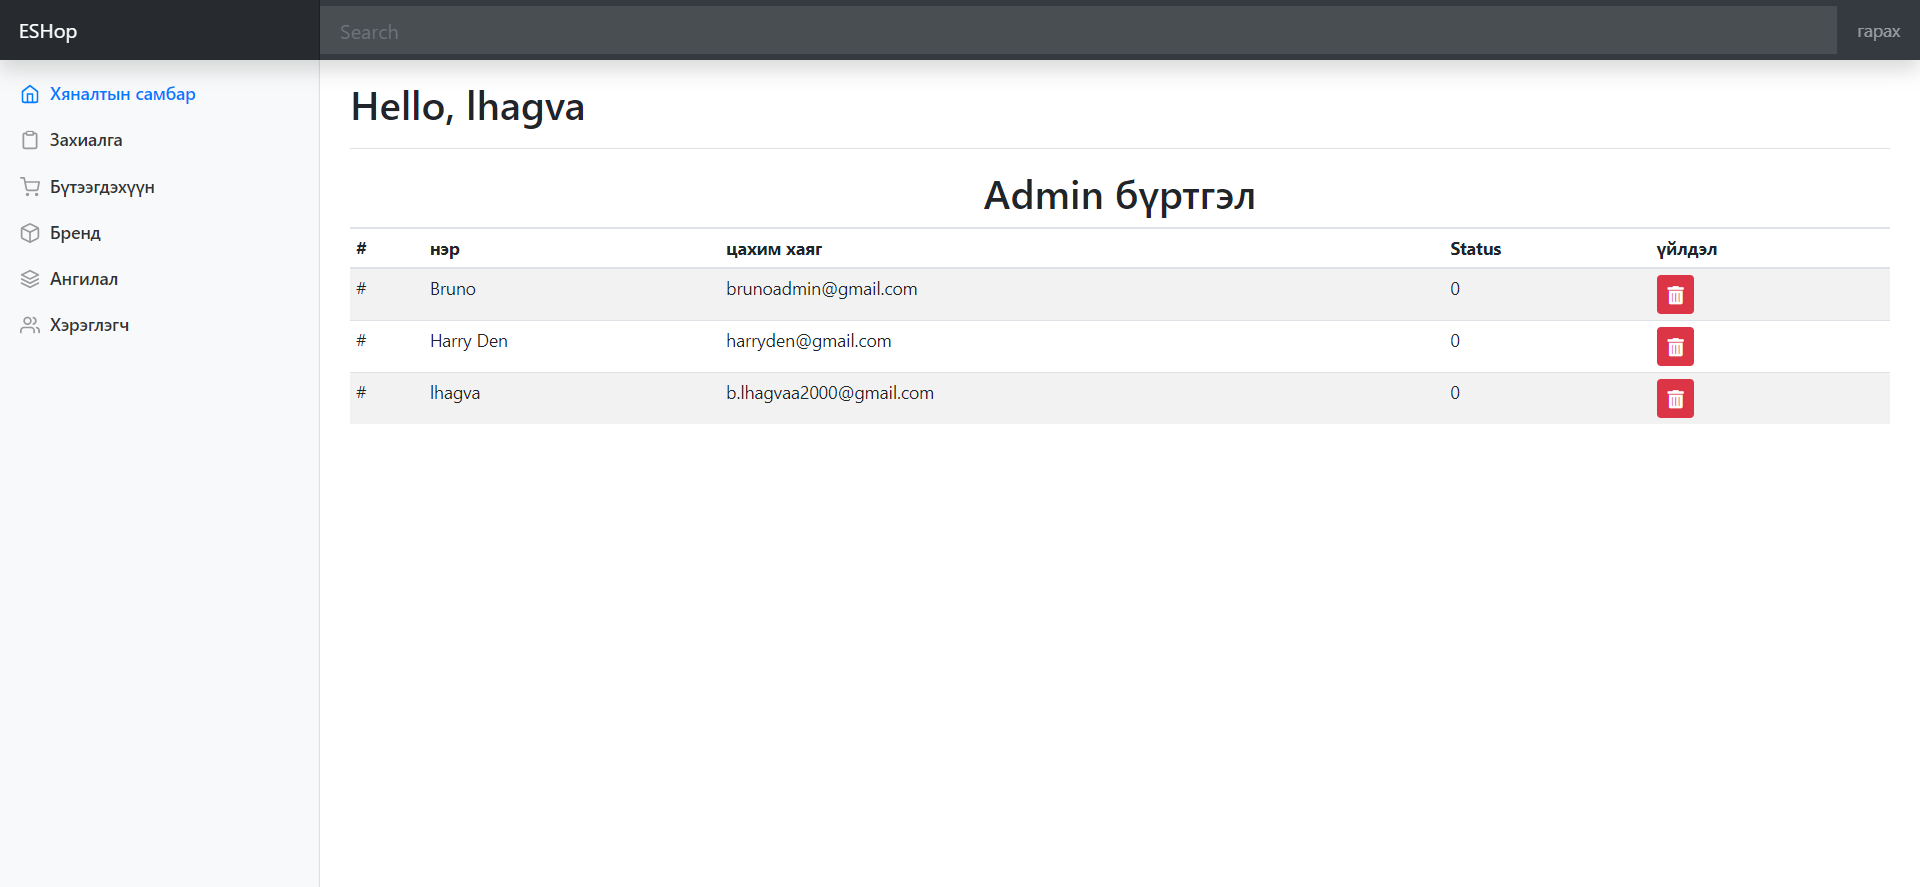 ESHop
Search
гарах
Хяналтын самбар
Захиалга
Бүтээгдэхүүн
Бренд
Ангилал
Хэрэглэгч
Hello, lhagva
Admin бүртгэл
# нэр цахим хаяг Status үйлдэл
# Bruno brunoadmin@gmail.com 0
# Harry Den harryden@gmail.com 0
# lhagva b.lhagvaa2000@gmail.com 0